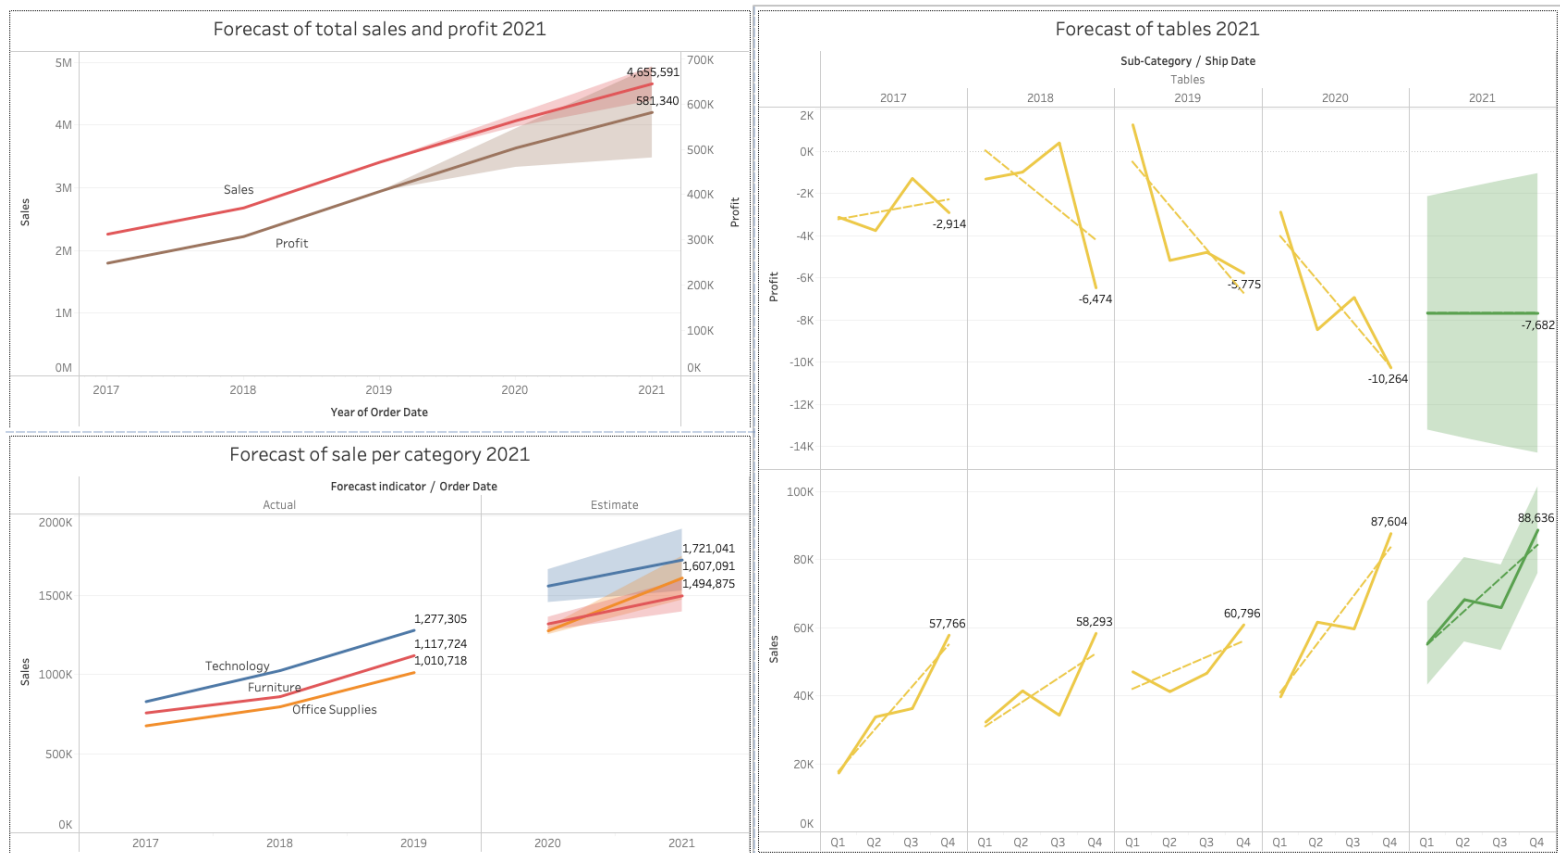 Forecast of total sales and profit 2021
5M
4M
3M
2M
1M
0M
Sales
4,655,591
581,340
Sales
Profit
700K
600K
500K
400K
300K
200K
100K
0K
Profit
2017 2018 2019 2020 2021
Year of Order Date
Forecast of sale per category 2021
Forecast indicator / Order Date
Actual Estimate
2000K
1500K
1000K
500K
0K
Sales
1,277,305
1,117,724
1,010,718
Technology
Furniture
Office Supplies
1,721,041
1,607,091
1,494,875
2017 2018 2019 2020 2021
Forecast of tables 2021
Sub-Category / Ship Date
Tables
2017 2018 2019 2020 2021
2K
0K
-2K
-4K
-6K
-8K
-10K
-12K
-14K
Profit
-2,914
-6,474
-5,775
-10,264
-7,682
100K
80K
60K
40K
20K
0K
Sales
57,766
58,293
60,796
87,604
88,636
Q1 Q2 Q3 Q4 Q1 Q2 Q3 Q4 Q1 Q2 Q3 Q4 Q1 Q2 Q3 Q4 Q1 Q2 Q3 Q4